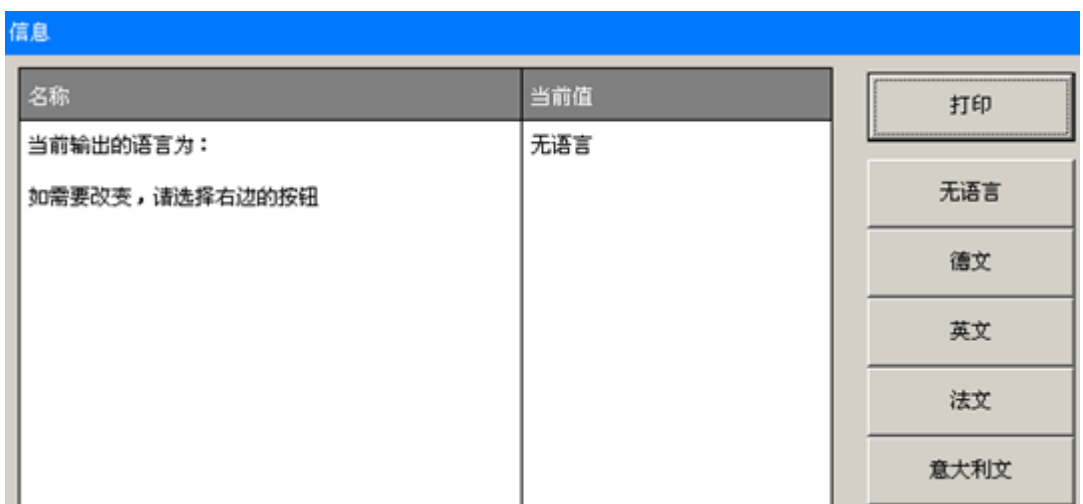 信息
名称 当前值
当前输出的语言为： 无语言
如需要改变，请选择右边的按钮
打印
无语言
德文
英文
法文
意大利文